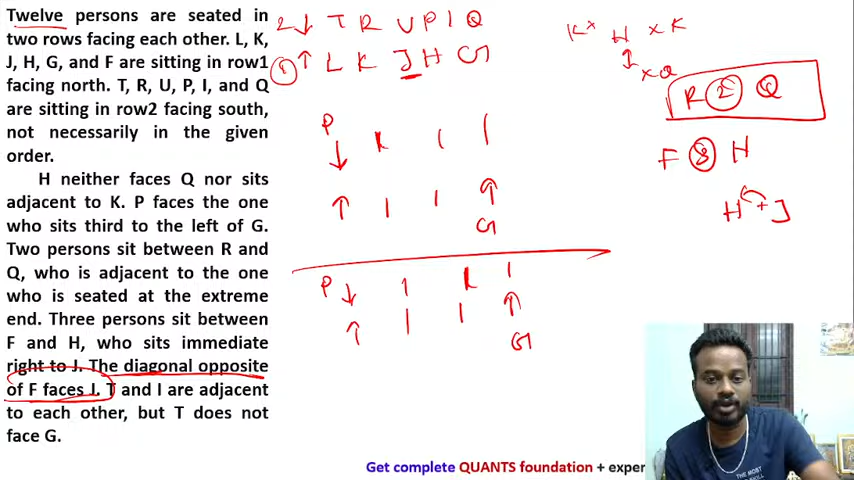 Twelve persons are seated in
two rows facing each other. L, K,
J, H, G, and F are sitting in row1
facing north. T, R, U, P, I, and Q
are sitting in row2 facing south,
not necessarily in the given
order.
H neither faces Q nor sits
adjacent to K. P faces the one
who sits third to the left of G.
Two persons sit between R and
Q, who is adjacent to the one
who is seated at the extreme
end. Three persons sit between
F and H, who sits immediate
right to J. The diagonal opposite
of F faces I. T and I are adjacent
to each other, but T does not
face G.
2 ↓ T R U P I Q
① ↑ L K J H G
K× H × K
↕
× Q
R ② Q
F ③ H
H + J
P
↓
↑ ↑
G
P ↓
↑ ↑
G
THE MOST
Get complete QUANTS foundation + exper